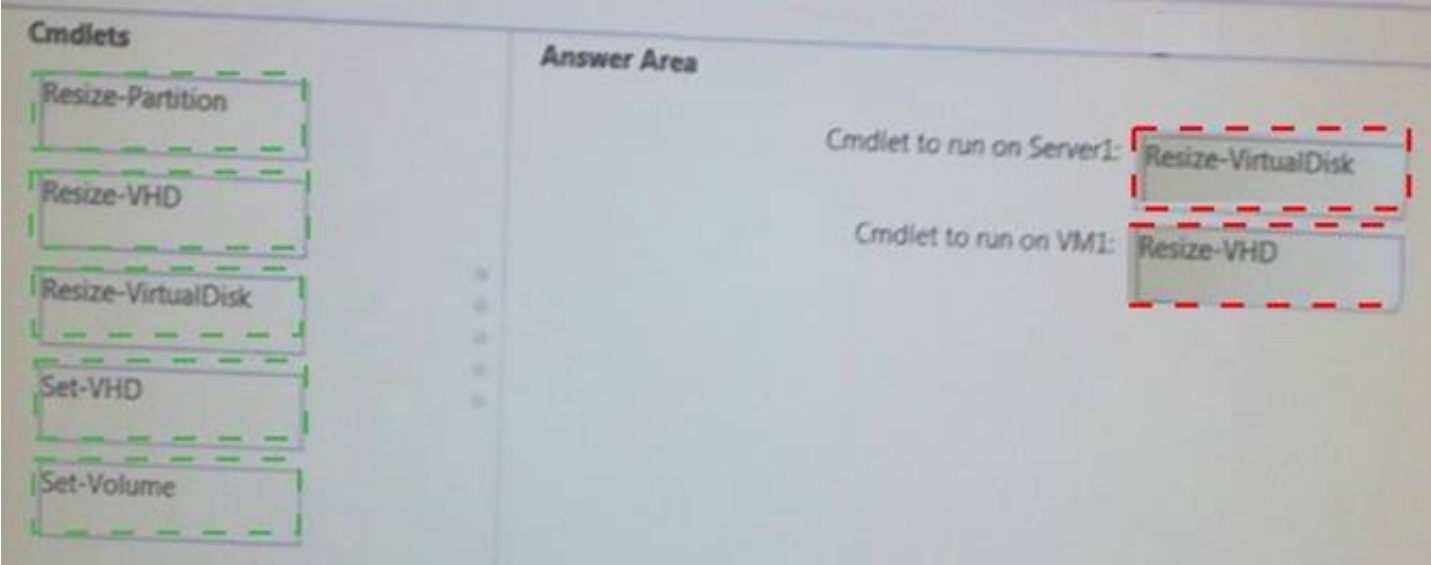 Cmdlets
Answer Area
Resize-Partition
Resize-VHD
Resize-VirtualDisk
Set-VHD
Set-Volume
Cmdlet to run on Server1: Resize-VirtualDisk
Cmdlet to run on VM1: Resize-VHD